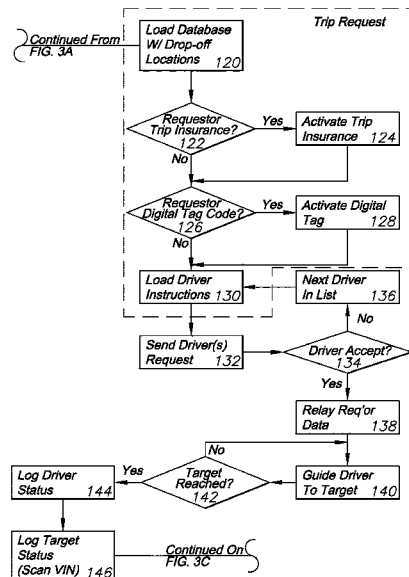 Trip Request
Continued From
FIG. 3A
Load Database
W/ Drop-off
Locations
120
Requestor
Trip Insurance?
122
Yes
No
Activate Trip
Insurance 124
Requestor
Digital Tag Code?
126
Yes
No
Activate Digital
Tag 128
Load Driver
Instructions 130
Next Driver
In List 136
Send Driver(s)
Request 132
No
Driver Accept?
134
Yes
Relay Req'or
Data 138
No
Guide Driver
To Target 140
Target
Reached?
142
Yes
Log Driver
Status 144
Log Target
Status
(Scan VIN) 146
Continued On
FIG. 3C